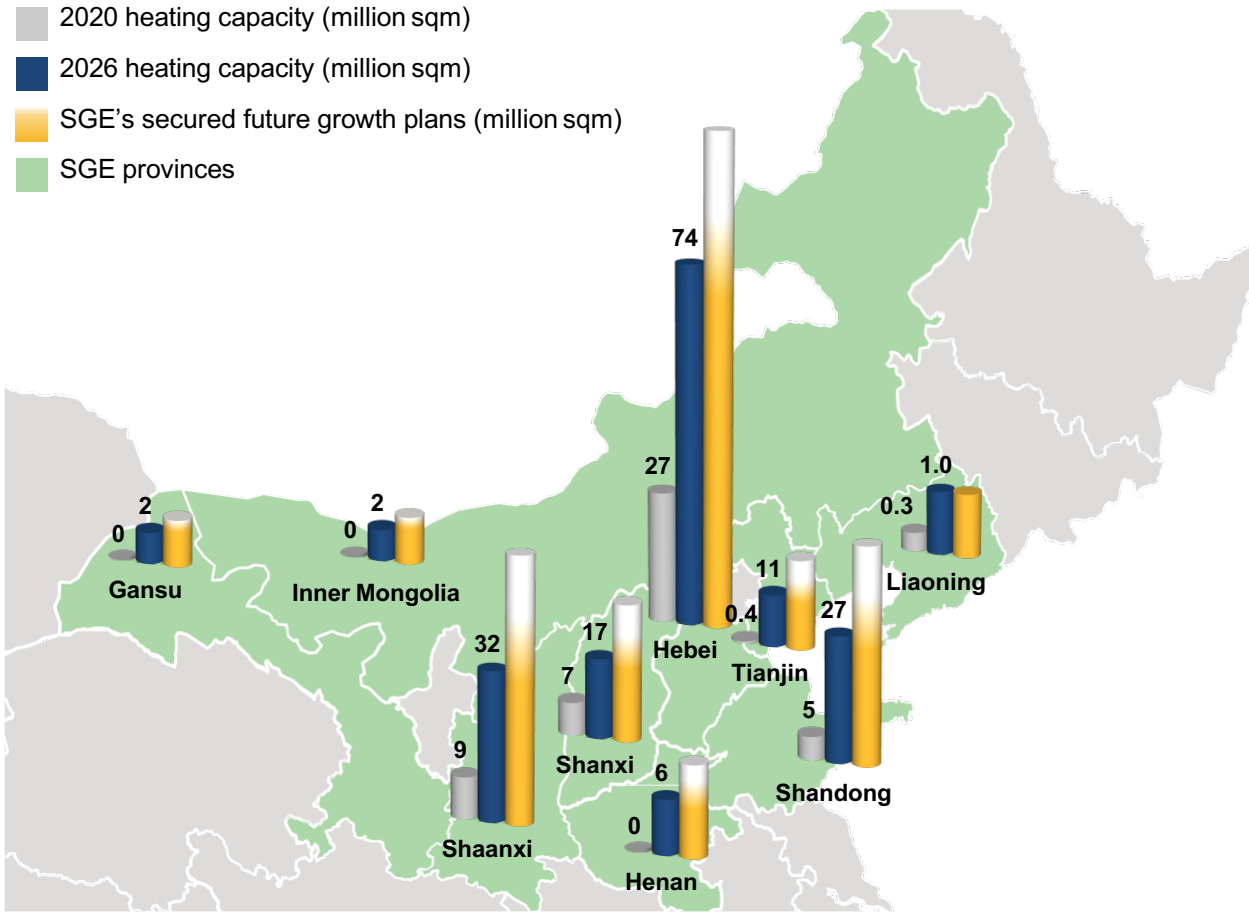 2020 heating capacity (million sqm)
2026 heating capacity (million sqm)
SGE’s secured future growth plans (million sqm)
SGE provinces
74
27
1.0
0.3
2
0
Gansu
2
0
Inner Mongolia
Liaoning
11
0.4
Tianjin
27
5
Shandong
Hebei
17
7
Shanxi
32
9
Shaanxi
6
0
Henan